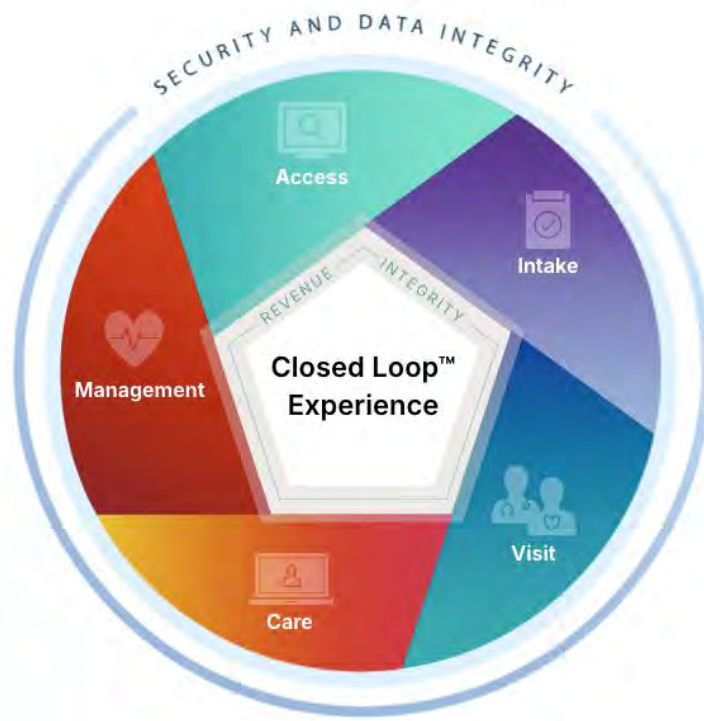 SECURITY AND DATA INTEGRITY
Access
Intake
REVENUE INTEGRITY
Closed Loop™
Experience
Management
Visit
Care